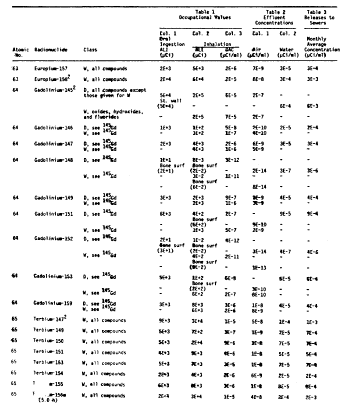 Table 1
Occupational Values
Table 2
Effluent
Concentrations
Table 3
Releases to
Sewers
Col. 1 Col. 2 Col. 3 Col. 1 Col. 2
Oral
Ingestion Inhalation
Monthly
Average
Concentration
Atomic No. Radionuclide Class ALI (μCi) ALI (μCi) DAC (μCi/ml) Air (μCi/ml) Water (μCi/ml) (μCi/ml)
63 Europium-157 W, all compounds 2E+3 5E+3 2E-6 7E-9 3E-5 3E-4
63 Europium-158² W, all compounds 2E+4 6E+4 2E-5 8E-8 3E-4 3E-3
64 Gadolinium-145² D, all compounds except
those given for W 5E+4 2E+5 6E-5 2E-7 - -
St. wall
(5E+4) - - - 6E-4 6E-3
W, oxides, hydroxides,
and fluorides - 2E+5 7E-5 2E-7 - -
64 Gadolinium-146 D, see ¹⁴⁵Gd 1E+3 1E+2 5E-8 2E-10 2E-5 2E-4
W, see ¹⁴⁵Gd - 3E+2 1E-7 4E-10 - -
64 Gadolinium-147 D, see ¹⁴⁵Gd 2E+3 4E+3 2E-6 6E-9 3E-5 3E-4
W, see ¹⁴⁵Gd - 4E+3 1E-6 5E-9 - -
64 Gadolinium-148 D, see ¹⁴⁵Gd 1E+1 8E-3 3E-12 - - -
Bone surf Bone surf
(2E+1) (2E-2) - 2E-14 3E-7 3E-6
W, see ¹⁴⁵Gd - 3E-2 1E-11 - - -
Bone surf
- (6E-2) - 8E-14 - -
64 Gadolinium-149 D, see ¹⁴⁵Gd 3E+3 2E+3 9E-7 3E-9 4E-5 4E-4
W, see ¹⁴⁵Gd - 2E+3 1E-6 3E-9 - -
64 Gadolinium-151 D, see ¹⁴⁵Gd 6E+3 4E+2 2E-7 - 9E-5 9E-4
Bone surf
- (6E+2) - 9E-10 - -
W, see ¹⁴⁵Gd - 1E+3 5E-7 2E-9 - -
64 Gadolinium-152 D, see ¹⁴⁵Gd 2E+1 1E-2 4E-12 - - -
Bone surf Bone surf
(3E+1) (2E-2) - 3E-14 4E-7 4E-6
W, see ¹⁴⁵Gd - 4E-2 2E-11 - - -
Bone surf
- (8E-2) - 1E-13 - -
64 Gadolinium-153 D, see ¹⁴⁵Gd 5E+3 1E+2 6E-8 - 6E-5 6E-4
Bone surf
- (2E+2) - 3E-10 - -
W, see ¹⁴⁵Gd - 6E+2 2E-7 8E-10 - -
64 Gadolinium-159 D, see ¹⁴⁵Gd 3E+3 8E+3 3E-6 1E-8 4E-5 4E-4
W, see ¹⁴⁵Gd - 6E+3 2E-6 8E-9 - -
65 Terbium-147² W, all compounds 9E+3 3E+4 1E-5 5E-8 1E-4 1E-3
65 Terbium-149 W, all compounds 5E+3 7E+2 3E-7 1E-9 7E-5 7E-4
65 Terbium-150 W, all compounds 5E+3 2E+4 9E-6 3E-8 7E-5 7E-4
65 Terbium-151 W, all compounds 4E+3 9E+3 4E-6 1E-8 5E-5 5E-4
65 Terbium-153 W, all compounds 5E+3 7E+3 3E-6 1E-8 7E-5 7E-4
65 Terbium-154 W, all compounds 2E+3 4E+3 2E-6 6E-9 2E-5 2E-4
65 m-155 W, all compounds 6E+3 8E+3 3E-6 1E-8 8E-5 8E-4
65 m-156m W, all compounds 2E+4 3E+4 1E-5 4E-8 2E-4 2E-3
(5.0 h)